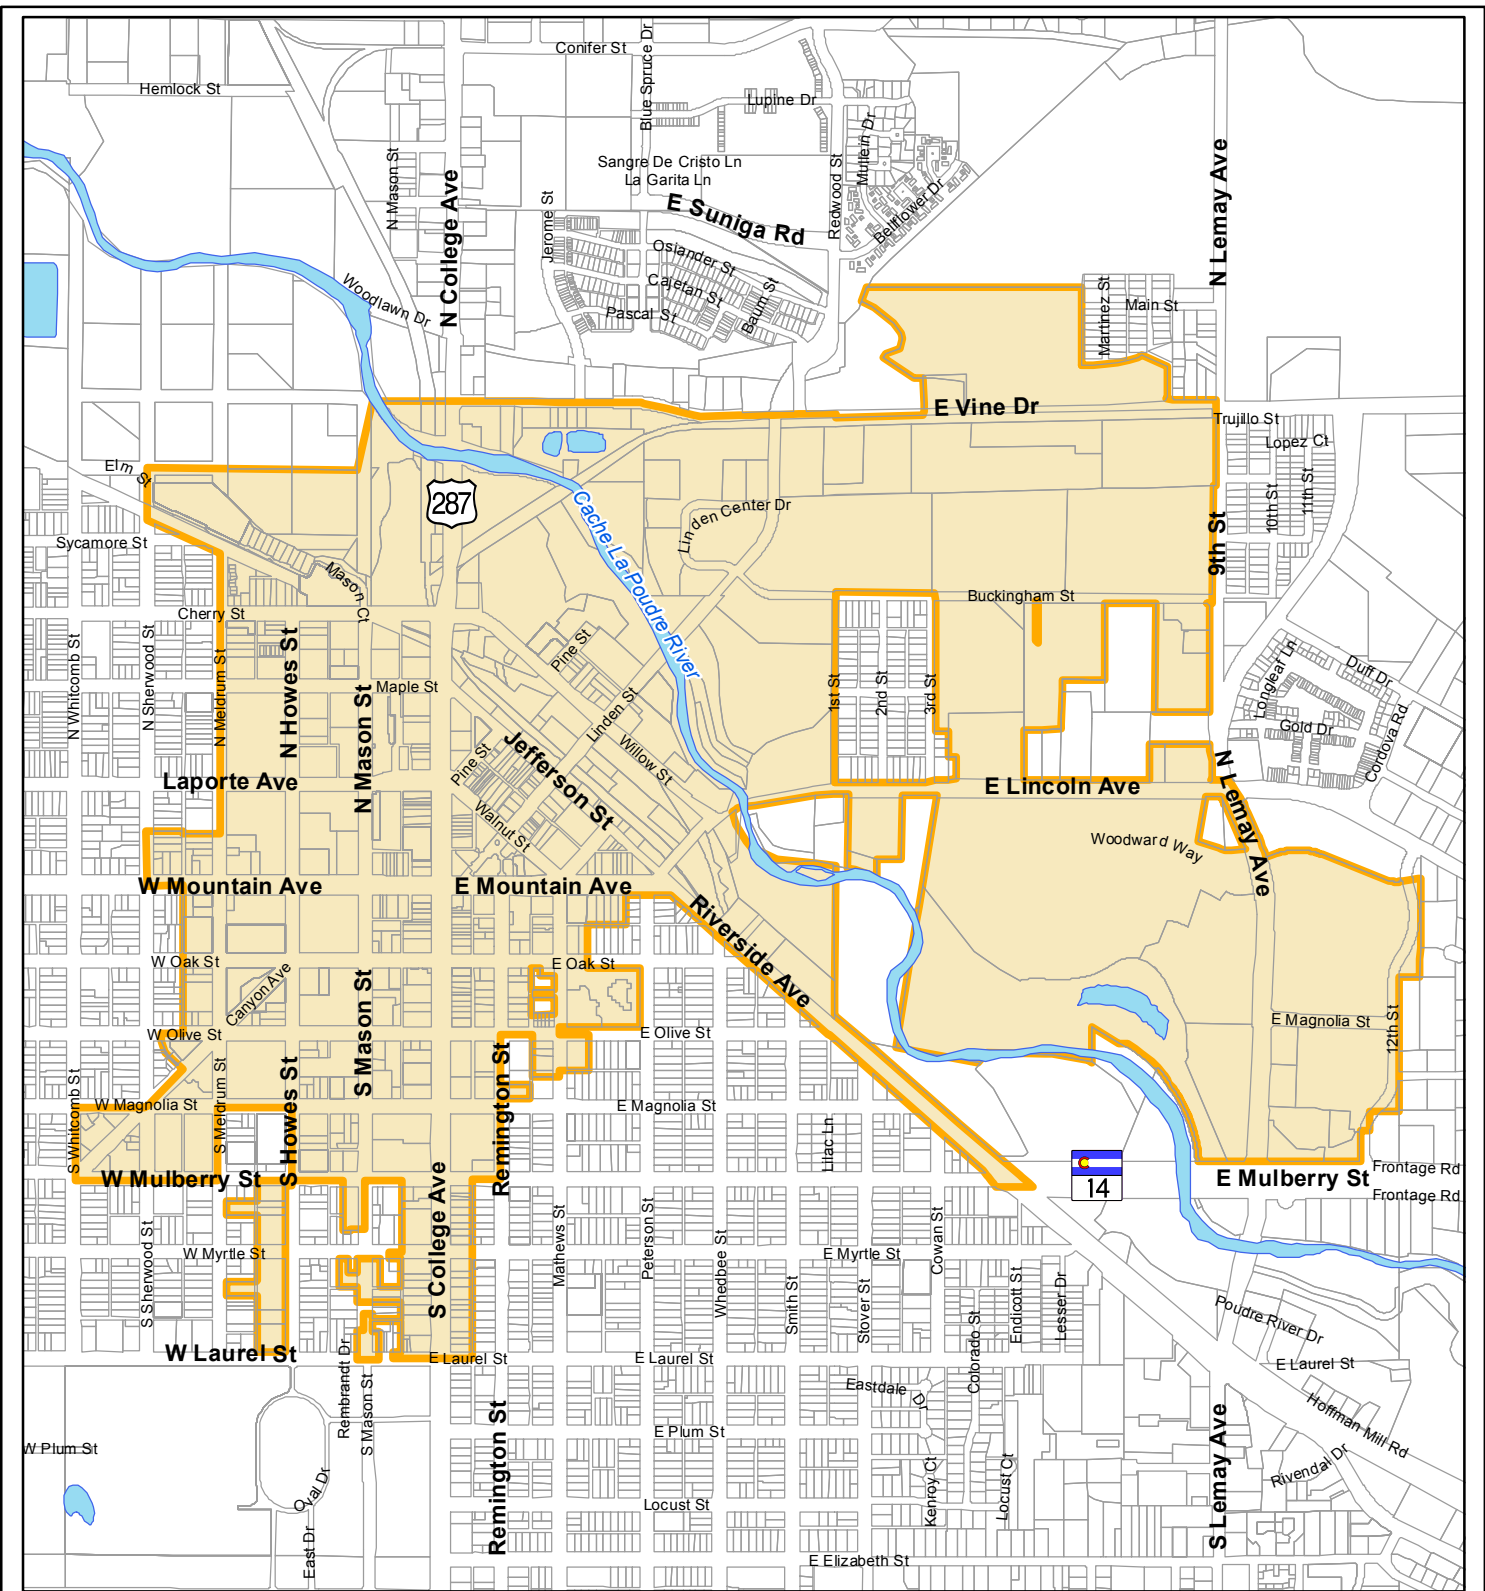 Conifer St
Blue Spruce Dr
Hemlock St
Lupine Dr
Mullein Dr
N Mason St
N College Ave
Sangre De Cristo Ln
La Garita Ln
Redwood St
N Lemay Ave
Jerome St
E Suniga Rd
Bellflower Dr
Osiander St
Cajetan St
Baum St
Pascal St
Woodlawn Dr
Martinez St
Main St
E Vine Dr
Trujillo St
Lopez Ct
Elm St
287
Cache La Poudre River
Linden Center Dr
10th St
11th St
9th St
Sycamore St
Mason Ct
Cherry St
Buckingham St
N Whitcomb St
N Sherwood St
N Meldrum St
N Howes St
N Mason St
Maple St
Pine St
Linden St
1st St
2nd St
3rd St
Longleaf Ln
Duff Dr
Gold Dr
Cordova Rd
Pine St
Jefferson St
Willow St
Laporte Ave
Walnut St
E Lincoln Ave
N Lemay Ave
Woodward Way
W Mountain Ave
E Mountain Ave
Riverside Ave
W Oak St
Canyon Ave
E Oak St
W Olive St
S Mason St
E Olive St
E Magnolia St
12th St
S Whitcomb St
W Magnolia St
S Meldrum St
S Howes St
Remington St
E Magnolia St
Lilac Ln
W Mulberry St
14
E Mulberry St
Frontage Rd
Frontage Rd
S Sherwood St
W Myrtle St
S College Ave
Mathews St
Peterson St
Whedbee St
Smith St
E Myrtle St
Stover St
Cowan St
Colorado St
Endicott St
Lesser Dr
Poudre River Dr
W Laurel St
Rembrandt Dr
S Mason St
E Laurel St
E Laurel St
E Laurel St
Eastdale Dr
Hoffman Mill Rd
W Plum St
Oval Dr
East Dr
Remington St
E Plum St
Locust St
Kenroy Ct
Locust Ct
S Lemay Ave
Rivendal Dr
E Elizabeth St